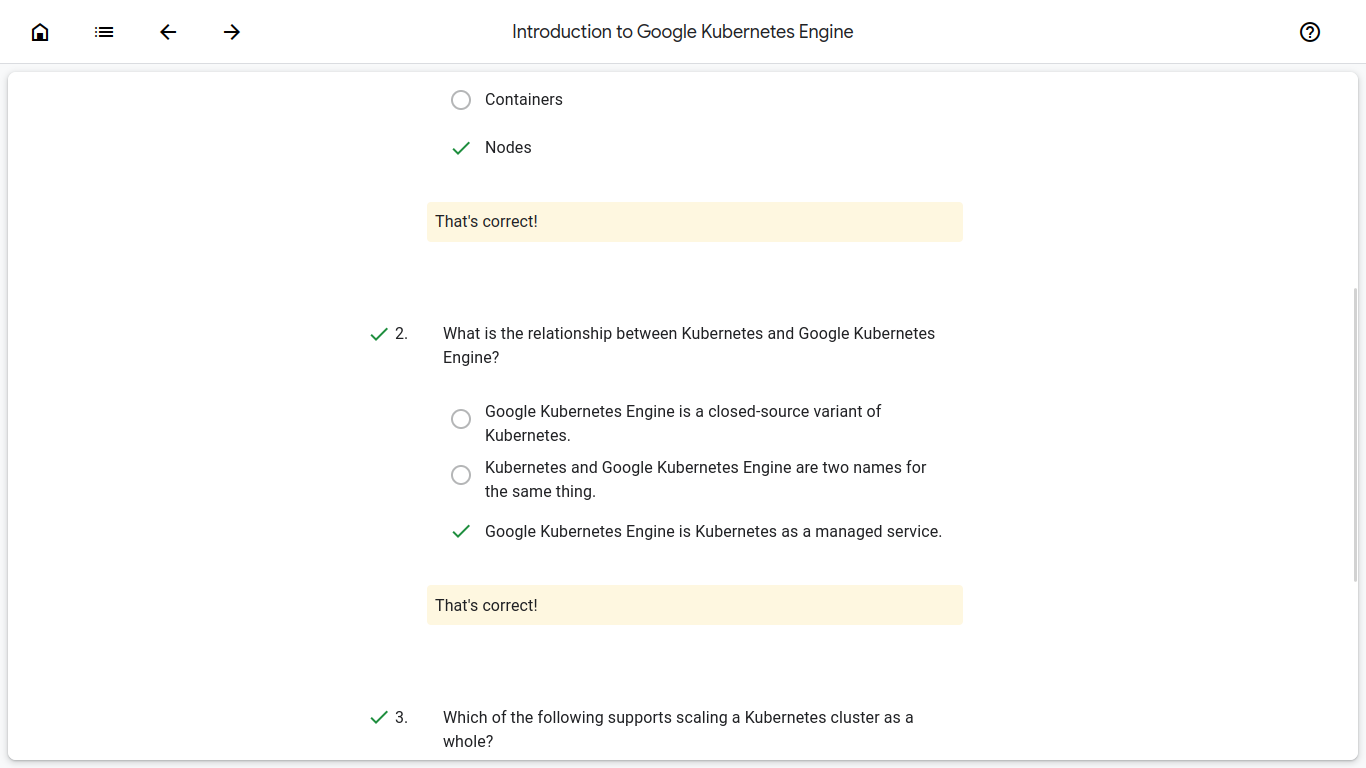 Introduction to Google Kubernetes Engine
Containers
Nodes
That's correct!
2.
What is the relationship between Kubernetes and Google Kubernetes
Engine?
Google Kubernetes Engine is a closed-source variant of
Kubernetes.
Kubernetes and Google Kubernetes Engine are two names for
the same thing.
Google Kubernetes Engine is Kubernetes as a managed service.
That's correct!
3.
Which of the following supports scaling a Kubernetes cluster as a
whole?